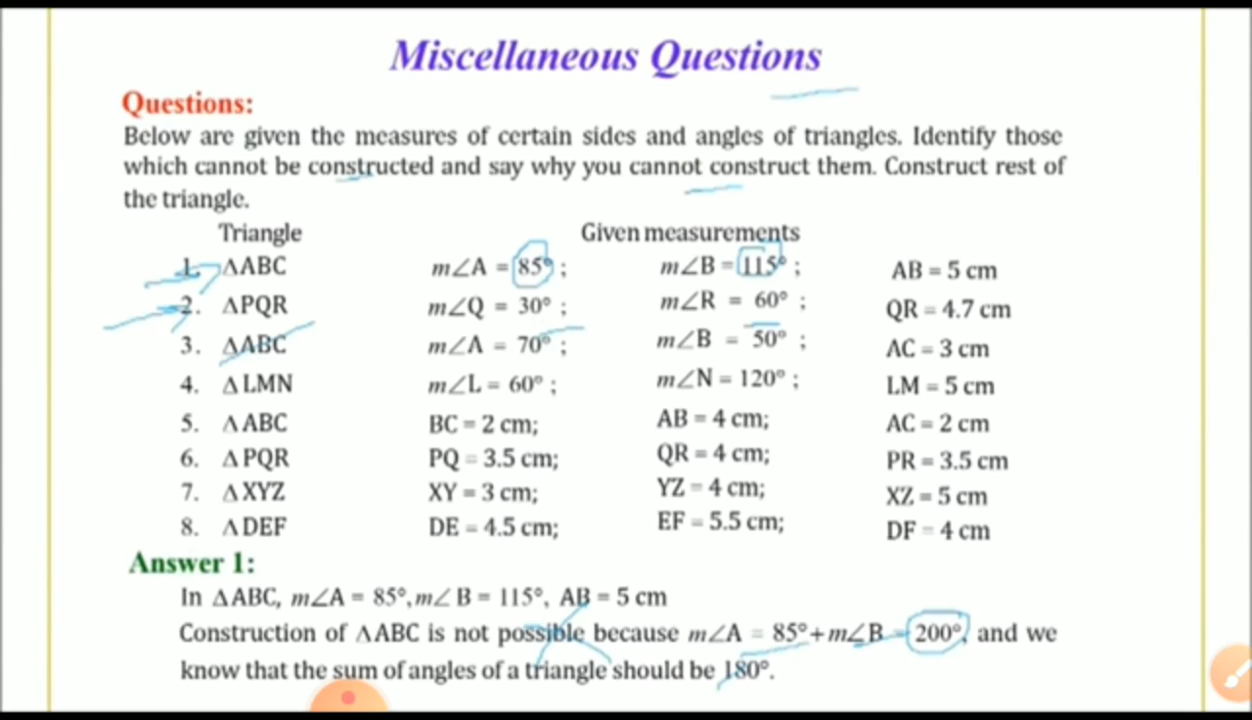 Miscellaneous Questions
Questions:
Below are given the measures of certain sides and angles of triangles. Identify those
which cannot be constructed and say why you cannot construct them. Construct rest of
the triangle.
Triangle Given measurements
1. ΔABC m∠A = 85° ; m∠B = 115° ; AB = 5 cm
2. ΔPQR m∠Q = 30° ; m∠R = 60° ; QR = 4.7 cm
3. ΔABC m∠A = 70° ; m∠B = 50° ; AC = 3 cm
4. ΔLMN m∠L = 60° ; m∠N = 120° ; LM = 5 cm
5. ΔABC BC = 2 cm; AB = 4 cm; AC = 2 cm
6. ΔPQR PQ = 3.5 cm; QR = 4 cm; PR = 3.5 cm
7. ΔXYZ XY = 3 cm; YZ = 4 cm; XZ = 5 cm
8. ΔDEF DE = 4.5 cm; EF = 5.5 cm; DF = 4 cm
Answer 1:
In ΔABC, m∠A = 85°, m∠B = 115°, AB = 5 cm
Construction of ΔABC is not possible because m∠A = 85°+m∠B = 200°, and we
know that the sum of angles of a triangle should be 180°.